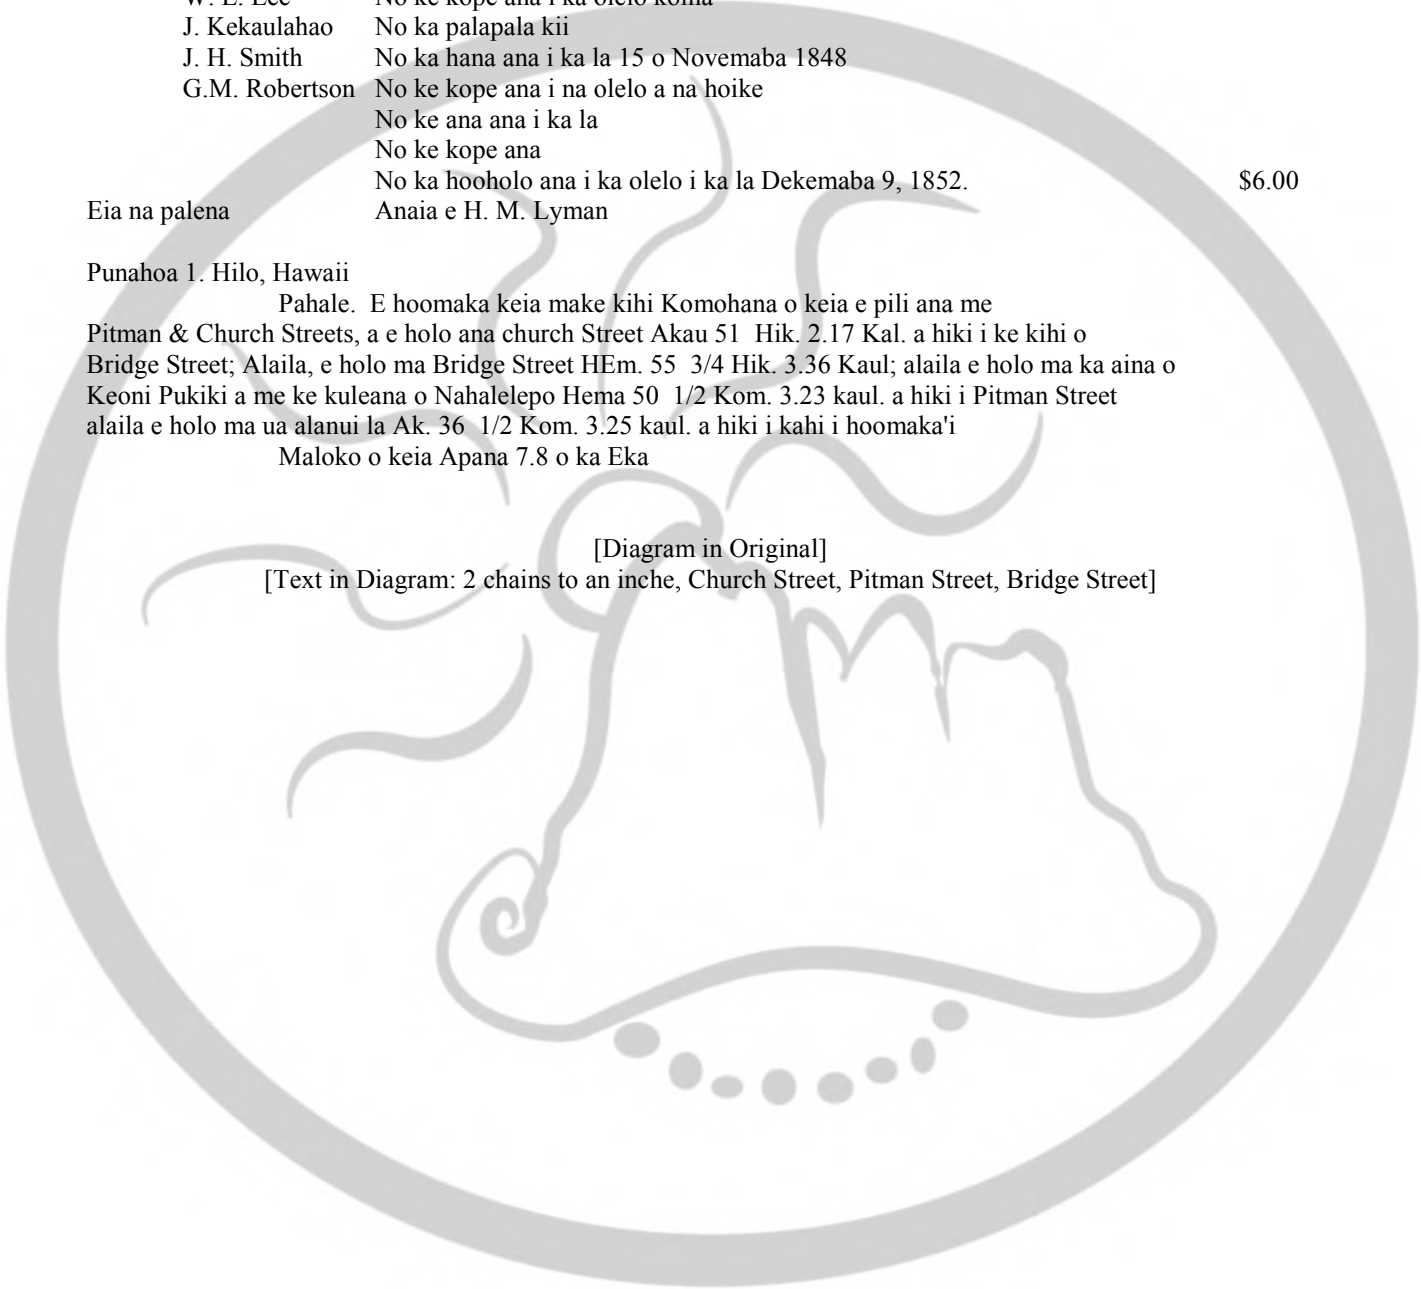 W. L. Lee No ke kope ana i ka olelo koina
J. Kekaulahao No ka palapala kii
J. H. Smith No ka hana ana i ka la 15 o Novemaba 1848
G.M. Robertson No ke kope ana i na olelo a na hoike
No ke ana ana i ka la
No ke kope ana
No ka hooholo ana i ka olelo i ka la Dekemaba 9, 1852. $6.00
Eia na palena Anaia e H. M. Lyman
Punahoa 1. Hilo, Hawaii
Pahale. E hoomaka keia make kihi Komohana o keia e pili ana me
Pitman & Church Streets, a e holo ana church Street Akau 51 Hik. 2.17 Kal. a hiki i ke kihi o
Bridge Street; Alaila, e holo ma Bridge Street HEm. 55 3/4 Hik. 3.36 Kaul; alaila e holo ma ka aina o
Keoni Pukiki a me ke kuleana o Nahalelepo Hema 50 1/2 Kom. 3.23 kaul. a hiki i Pitman Street
alaila e holo ma ua alanui la Ak. 36 1/2 Kom. 3.25 kaul. a hiki i kahi i hoomaka'i
Maloko o keia Apana 7.8 o ka Eka
[Diagram in Original]
[Text in Diagram: 2 chains to an inche, Church Street, Pitman Street, Bridge Street]